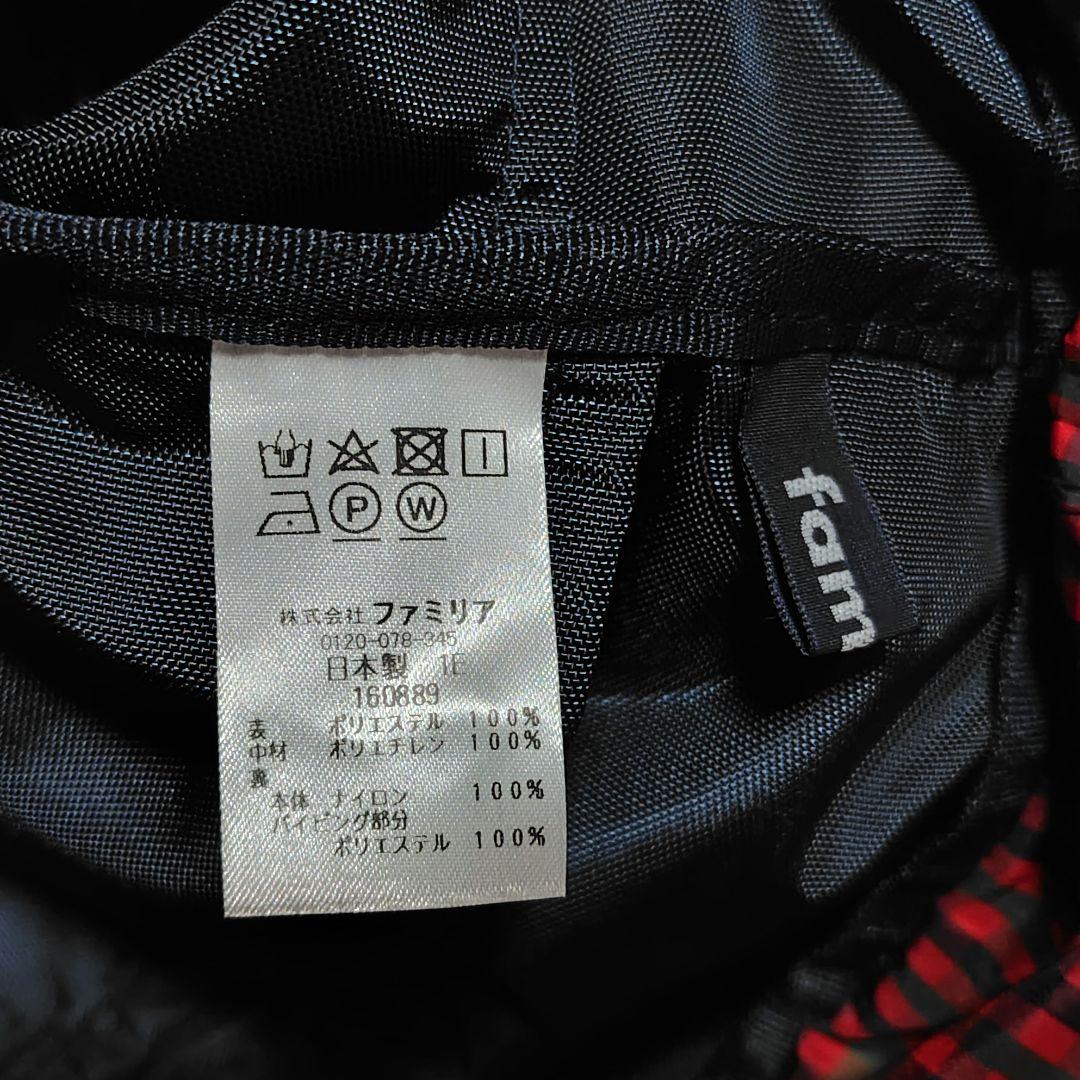 P W
株式会社 ファミリア
0120-078-345
日本製 1E
160889
表 ポリエステル 100%
中材 ポリエチレン 100%
裏
本体 ナイロン 100%
パイピング部分
ポリエステル 100%
fam